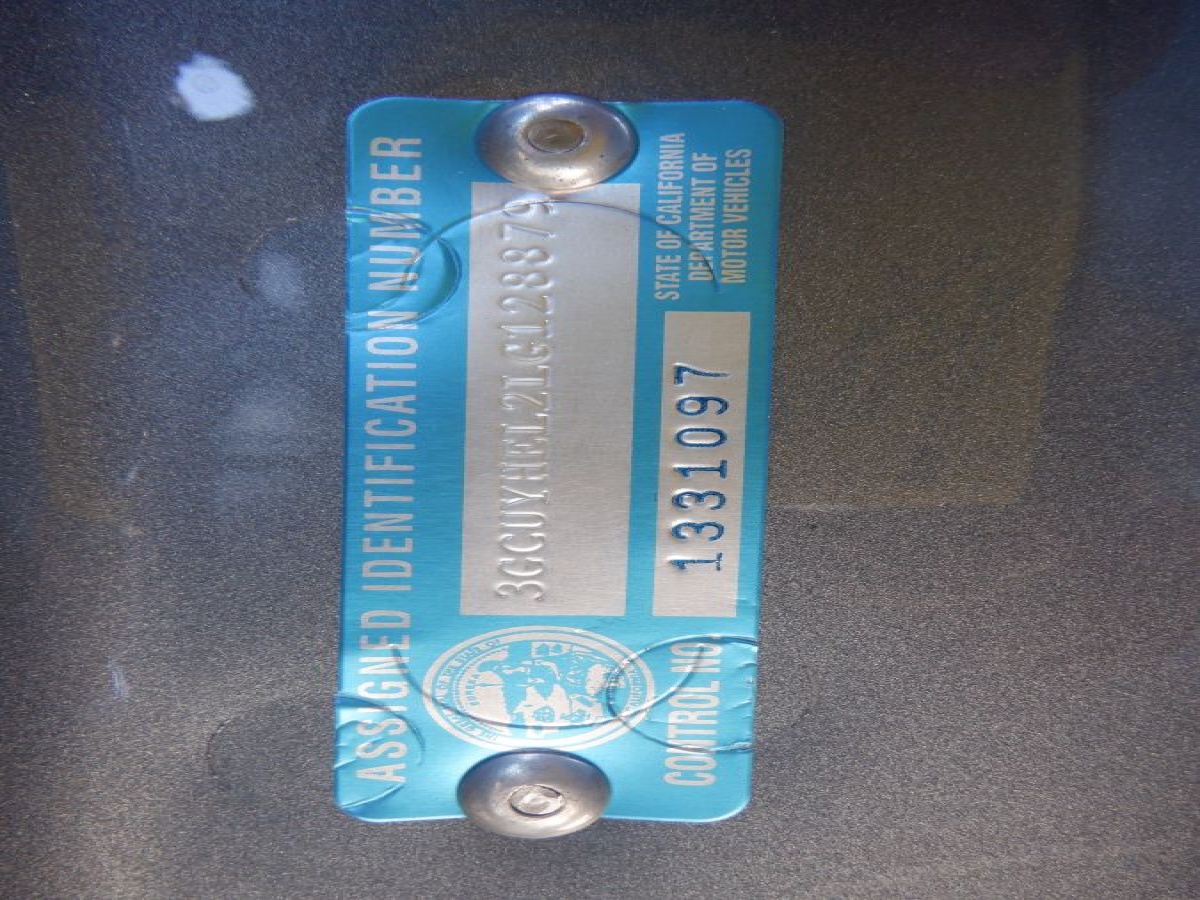 ASSIGNED IDENTIFICATION NUMBER
3GCUYHEL2LG128879
STATE OF CALIFORNIA
DEPARTMENT OF
MOTOR VEHICLES
CONTROL NO. 1331097